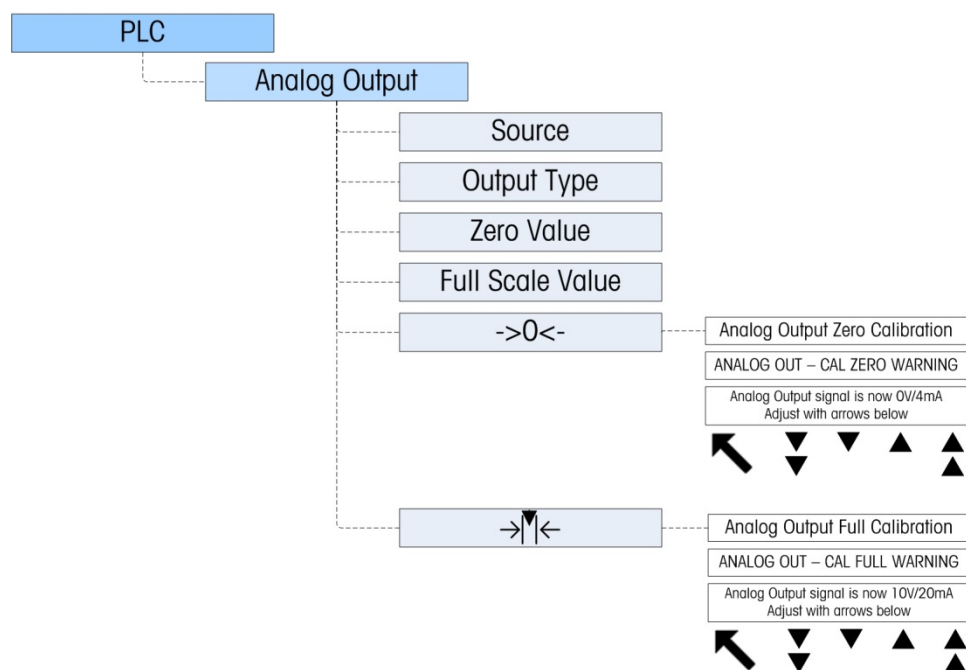 PLC
Analog Output
Source
Output Type
Zero Value
Full Scale Value
->0<-
Analog Output Zero Calibration
ANALOG OUT – CAL ZERO WARNING
Analog Output signal is now 0V/4mA
Adjust with arrows below
Analog Output Full Calibration
ANALOG OUT – CAL FULL WARNING
Analog Output signal is now 10V/20mA
Adjust with arrows below